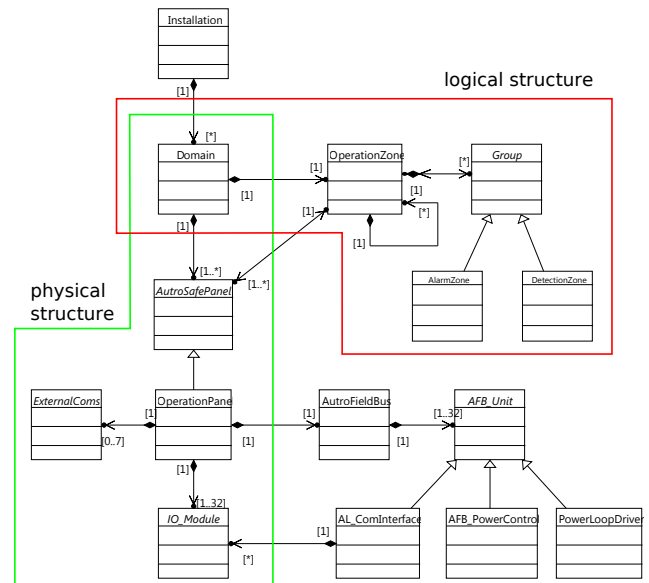 Installation
[1]
logical structure
[*]
Domain
OperationZone
Group
[1]
[*]
[1]
[1]
[1]
[1]
[*]
[1]
[1..*]
[1..*]
AutroSafePanel
AlarmZone
DetectionZone
physical
structure
ExternalComs
OperationPanel
AutroFieldBus
AFB_Unit
[1]
[1]
[1..32]
[0..7]
[1]
[1]
[1]
[1..32]
IO_Module
AL_ComInterface
AFB_PowerControl
PowerLoopDriver
[1]
[*]